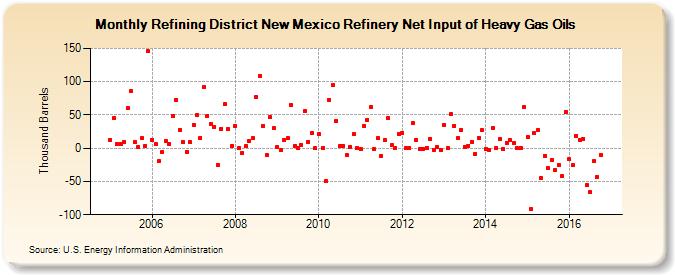 Monthly Refining District New Mexico Refinery Net Input of Heavy Gas Oils
Thousand Barrels
150
100
50
0
-50
-100
2006 2008 2010 2012 2014 2016
Source: U.S. Energy Information Administration